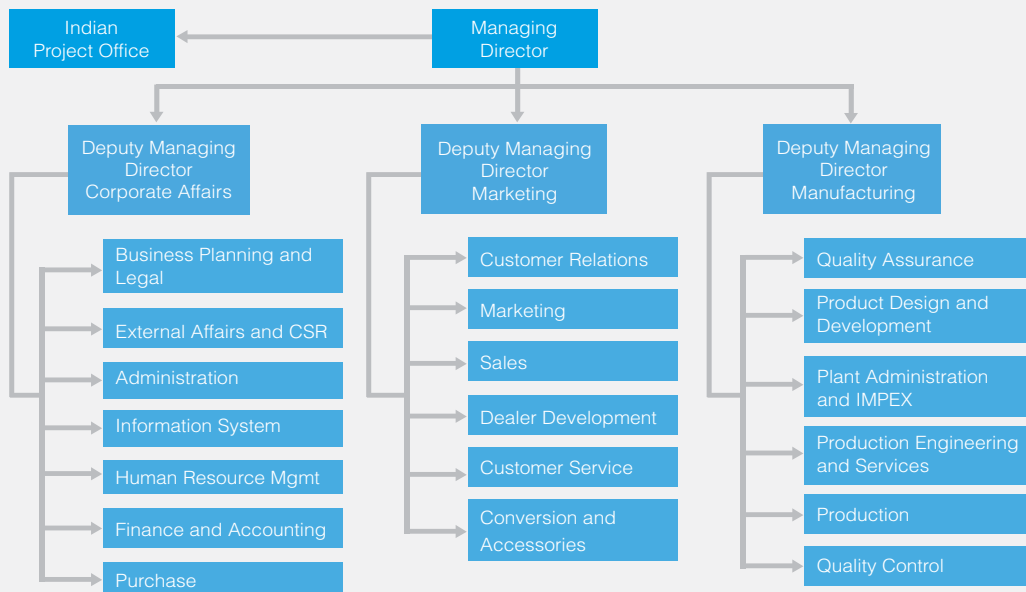 Indian
Project Office
Managing
Director
Deputy Managing
Director
Corporate Affairs
Deputy Managing
Director
Marketing
Deputy Managing
Director
Manufacturing
Business Planning and
Legal
External Affairs and CSR
Administration
Information System
Human Resource Mgmt
Finance and Accounting
Purchase
Customer Relations
Marketing
Sales
Dealer Development
Customer Service
Conversion and
Accessories
Quality Assurance
Product Design and
Development
Plant Administration
and IMPEX
Production Engineering
and Services
Production
Quality Control